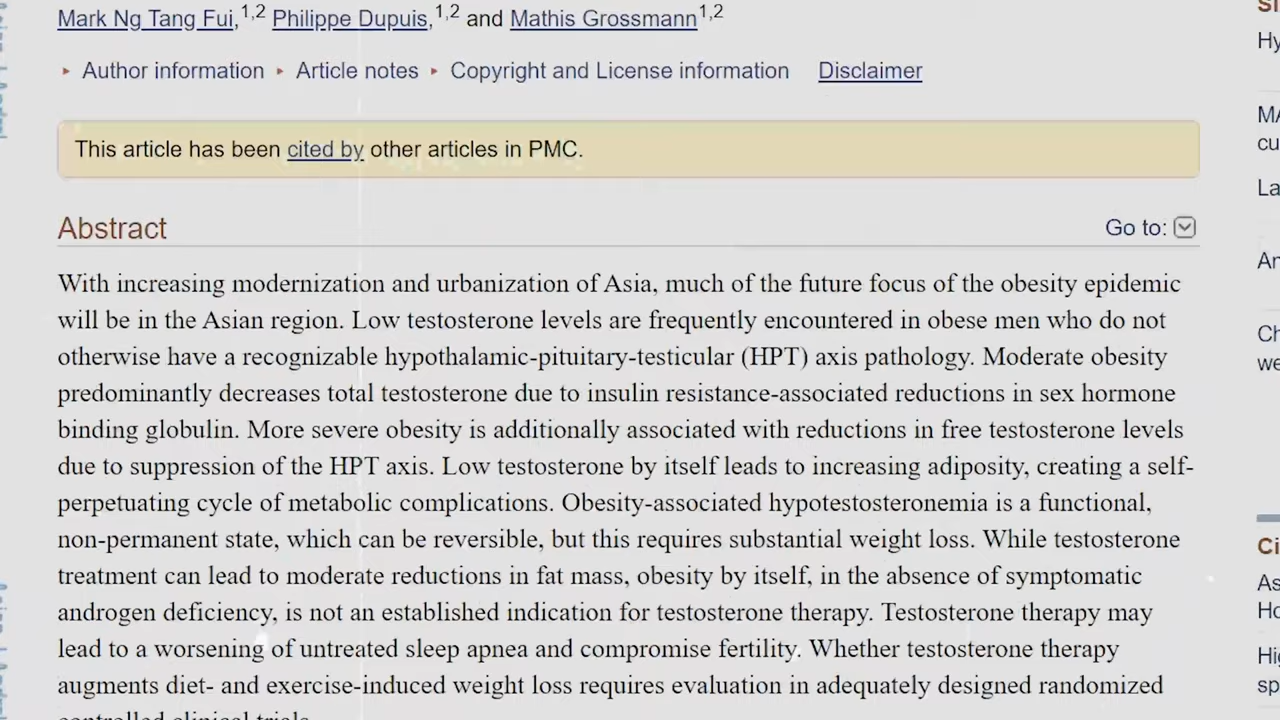 Mark Ng Tang Fui,1,2 Philippe Dupuis,1,2 and Mathis Grossmann1,2
Author information Article notes Copyright and License information Disclaimer
This article has been cited by other articles in PMC.
Abstract
Go to:
With increasing modernization and urbanization of Asia, much of the future focus of the obesity epidemic
will be in the Asian region. Low testosterone levels are frequently encountered in obese men who do not
otherwise have a recognizable hypothalamic-pituitary-testicular (HPT) axis pathology. Moderate obesity
predominantly decreases total testosterone due to insulin resistance-associated reductions in sex hormone
binding globulin. More severe obesity is additionally associated with reductions in free testosterone levels
due to suppression of the HPT axis. Low testosterone by itself leads to increasing adiposity, creating a self-
perpetuating cycle of metabolic complications. Obesity-associated hypotestosteronemia is a functional,
non-permanent state, which can be reversible, but this requires substantial weight loss. While testosterone
treatment can lead to moderate reductions in fat mass, obesity by itself, in the absence of symptomatic
androgen deficiency, is not an established indication for testosterone therapy. Testosterone therapy may
lead to a worsening of untreated sleep apnea and compromise fertility. Whether testosterone therapy
augments diet- and exercise-induced weight loss requires evaluation in adequately designed randomized
controlled clinical trials.
Hy
MA
cu
La
An
Ch
we
Ci
As
Ho
Hig
sp